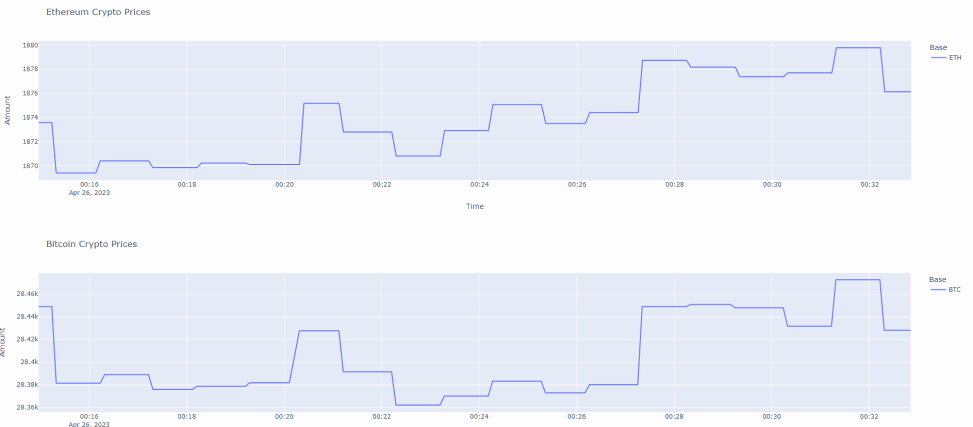 Ethereum Crypto Prices
Base
ETH
1880
1878
1876
1874
1872
1870
Amount
00:16 00:18 00:20 00:22 00:24 00:26 00:28 00:30 00:32
Apr 26, 2023
Time
Bitcoin Crypto Prices
Base
BTC
28.46k
28.44k
28.42k
28.4k
28.38k
28.36k
Amount
00:16 00:18 00:20 00:22 00:24 00:26 00:28 00:30 00:32
Apr 26, 2023